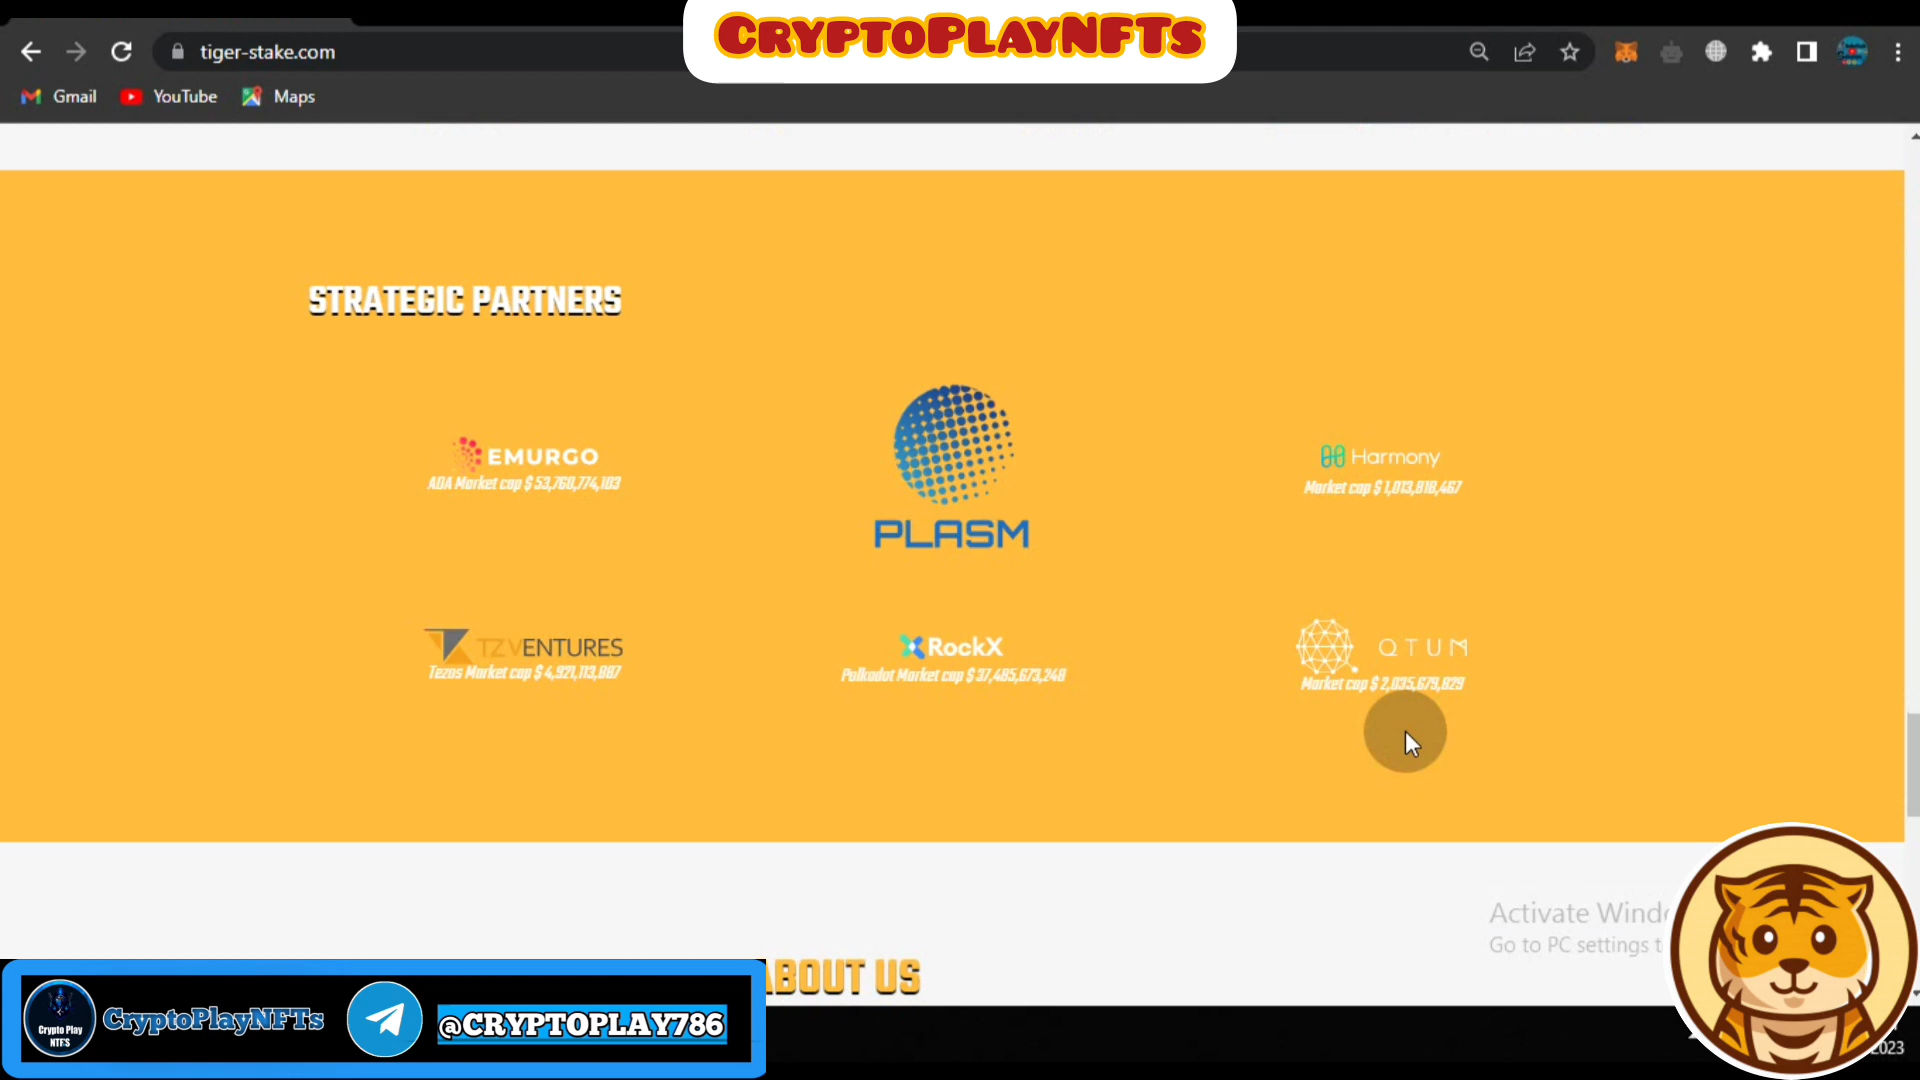 CryptoPlayNFTs
tiger-stake.com
Gmail
YouTube
Maps
STRATEGIC PARTNERS
EMURGO
ADA Market cap $ 53,760,774,103
PLASM
Harmony
Market cap $ 1,013,818,467
TZ VENTURES
Tezos Market cap $ 4,921,113,887
RockX
Polkadot Market cap $ 37,485,673,248
QTUM
Market cap $ 2,035,679,829
Activate Wind
Go to PC settings t
ABOUT US
Crypto Play
NTFS
CryptoPlayNFTs
@CRYPTOPLAY786
2023